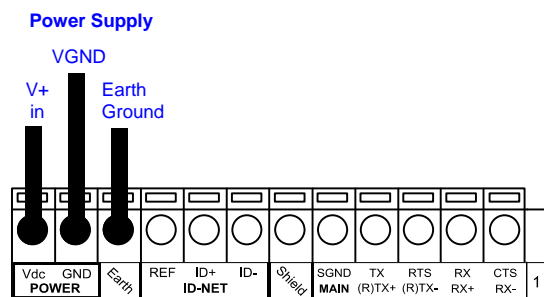 Power Supply
VGND
V+ in
Earth Ground
Vdc GND Earth REF ID+ ID- Shield SGND TX RTS RX CTS 1
POWER ID-NET MAIN (R)TX+ (R)TX- RX+ RX-